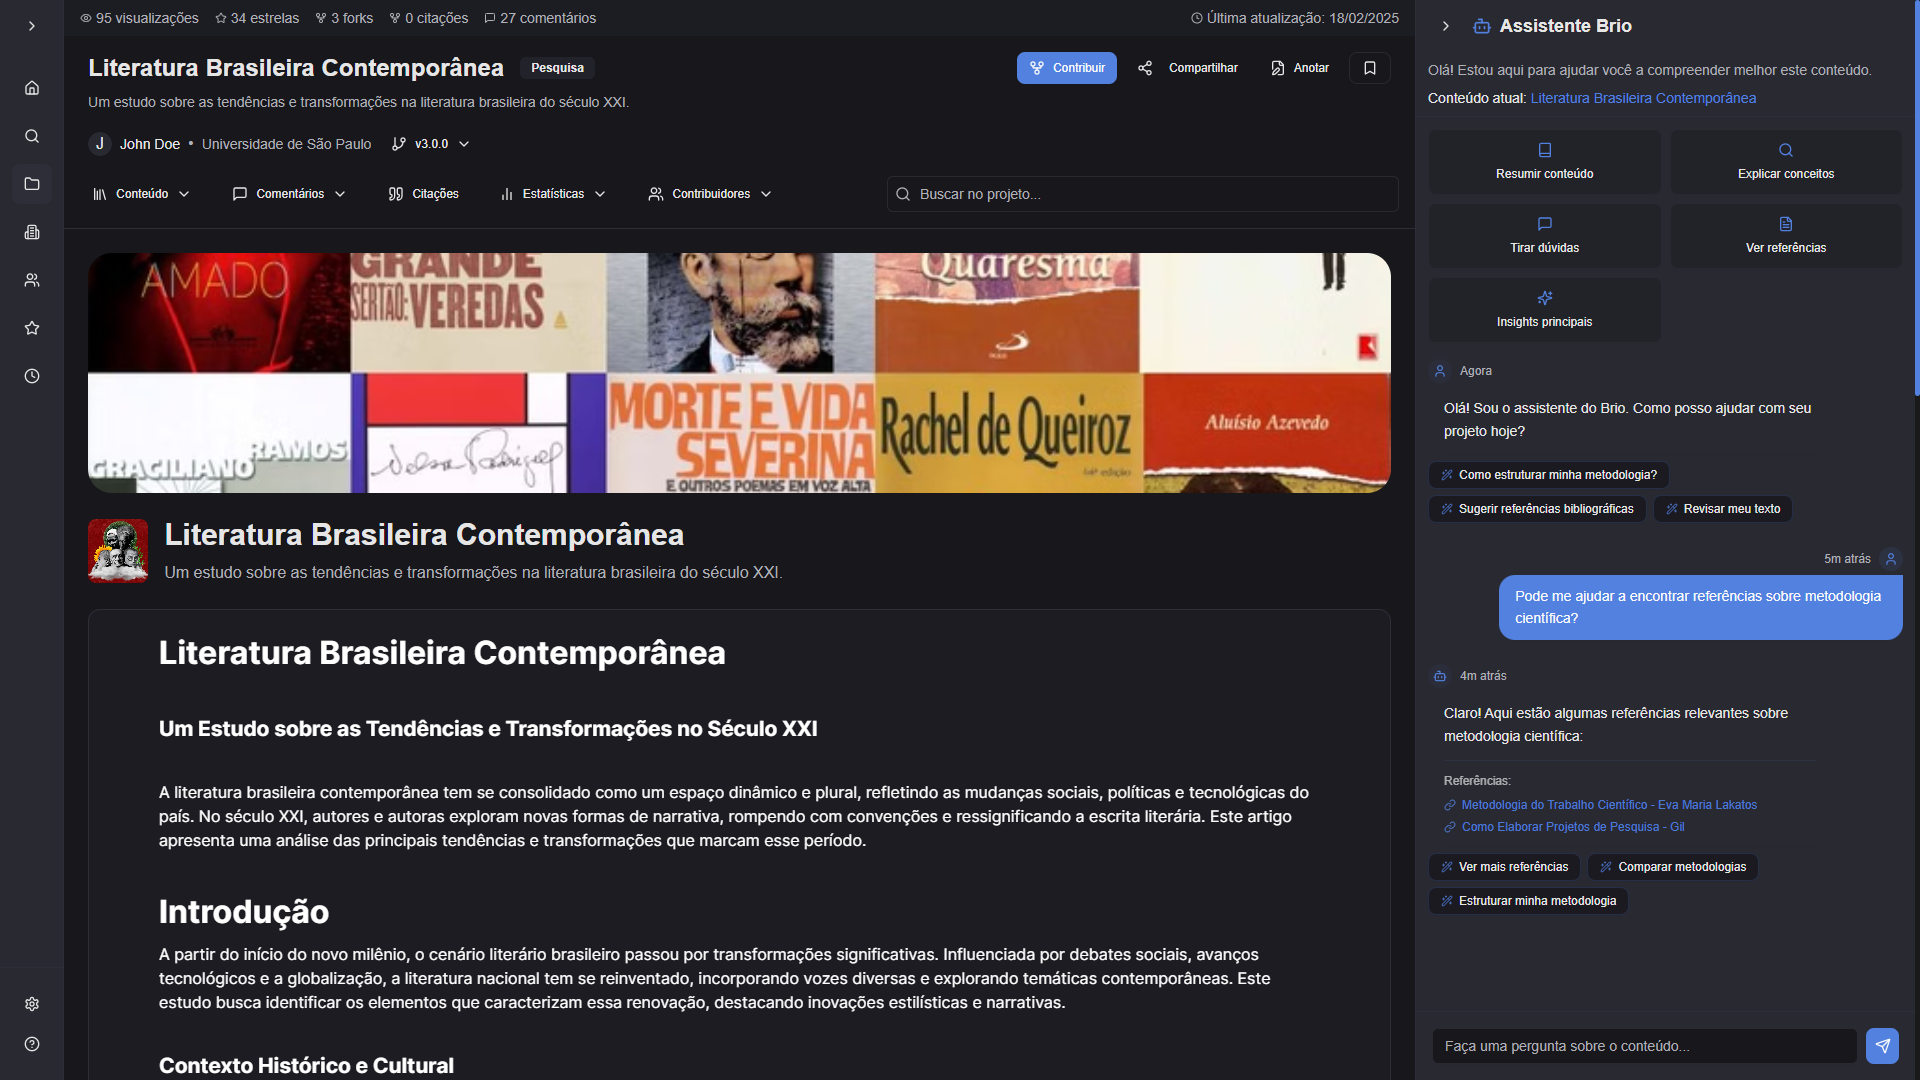 95 visualizações
34 estrelas
3 forks
0 citações
27 comentários
Última atualização: 18/02/2025
Literatura Brasileira Contemporânea
Pesquisa
Contribuir
Compartilhar
Anotar
Um estudo sobre as tendências e transformações na literatura brasileira do século XXI.
J
John Doe • Universidade de São Paulo
v3.0.0
Conteúdo
Comentários
Citações
Estatísticas
Contribuidores
Buscar no projeto...
AMADO
GRANDE
SERTÃO:VEREDAS
Quaresma
GRACILIANO
RAMOS
MORTE E VIDA
SEVERINA
E OUTROS POEMAS EM VOZ ALTA
Rachel de Queiroz
Aluísio Azevedo
Literatura Brasileira Contemporânea
Um estudo sobre as tendências e transformações na literatura brasileira do século XXI.
Literatura Brasileira Contemporânea
Um Estudo sobre as Tendências e Transformações no Século XXI
A literatura brasileira contemporânea tem se consolidado como um espaço dinâmico e plural, refletindo as mudanças sociais, políticas e tecnológicas do
país. No século XXI, autores e autoras exploram novas formas de narrativa, rompendo com convenções e ressignificando a escrita literária. Este artigo
apresenta uma análise das principais tendências e transformações que marcam esse período.
Introdução
A partir do início do novo milênio, o cenário literário brasileiro passou por transformações significativas. Influenciada por debates sociais, avanços
tecnológicos e a globalização, a literatura nacional tem se reinventado, incorporando vozes diversas e explorando temáticas contemporâneas. Este
estudo busca identificar os elementos que caracterizam essa renovação, destacando inovações estilísticas e narrativas.
Contexto Histórico e Cultural
Assistente Brio
Olá! Estou aqui para ajudar você a compreender melhor este conteúdo.
Conteúdo atual: Literatura Brasileira Contemporânea
Resumir conteúdo
Explicar conceitos
Tirar dúvidas
Ver referências
Insights principais
Agora
Olá! Sou o assistente do Brio. Como posso ajudar com seu
projeto hoje?
Como estruturar minha metodologia?
Sugerir referências bibliográficas
Revisar meu texto
5m atrás
Pode me ajudar a encontrar referências sobre metodologia
científica?
4m atrás
Claro! Aqui estão algumas referências relevantes sobre
metodologia científica:
Referências:
Metodologia do Trabalho Científico - Eva Maria Lakatos
Como Elaborar Projetos de Pesquisa - Gil
Ver mais referências
Comparar metodologias
Estruturar minha metodologia
Faça uma pergunta sobre o conteúdo...